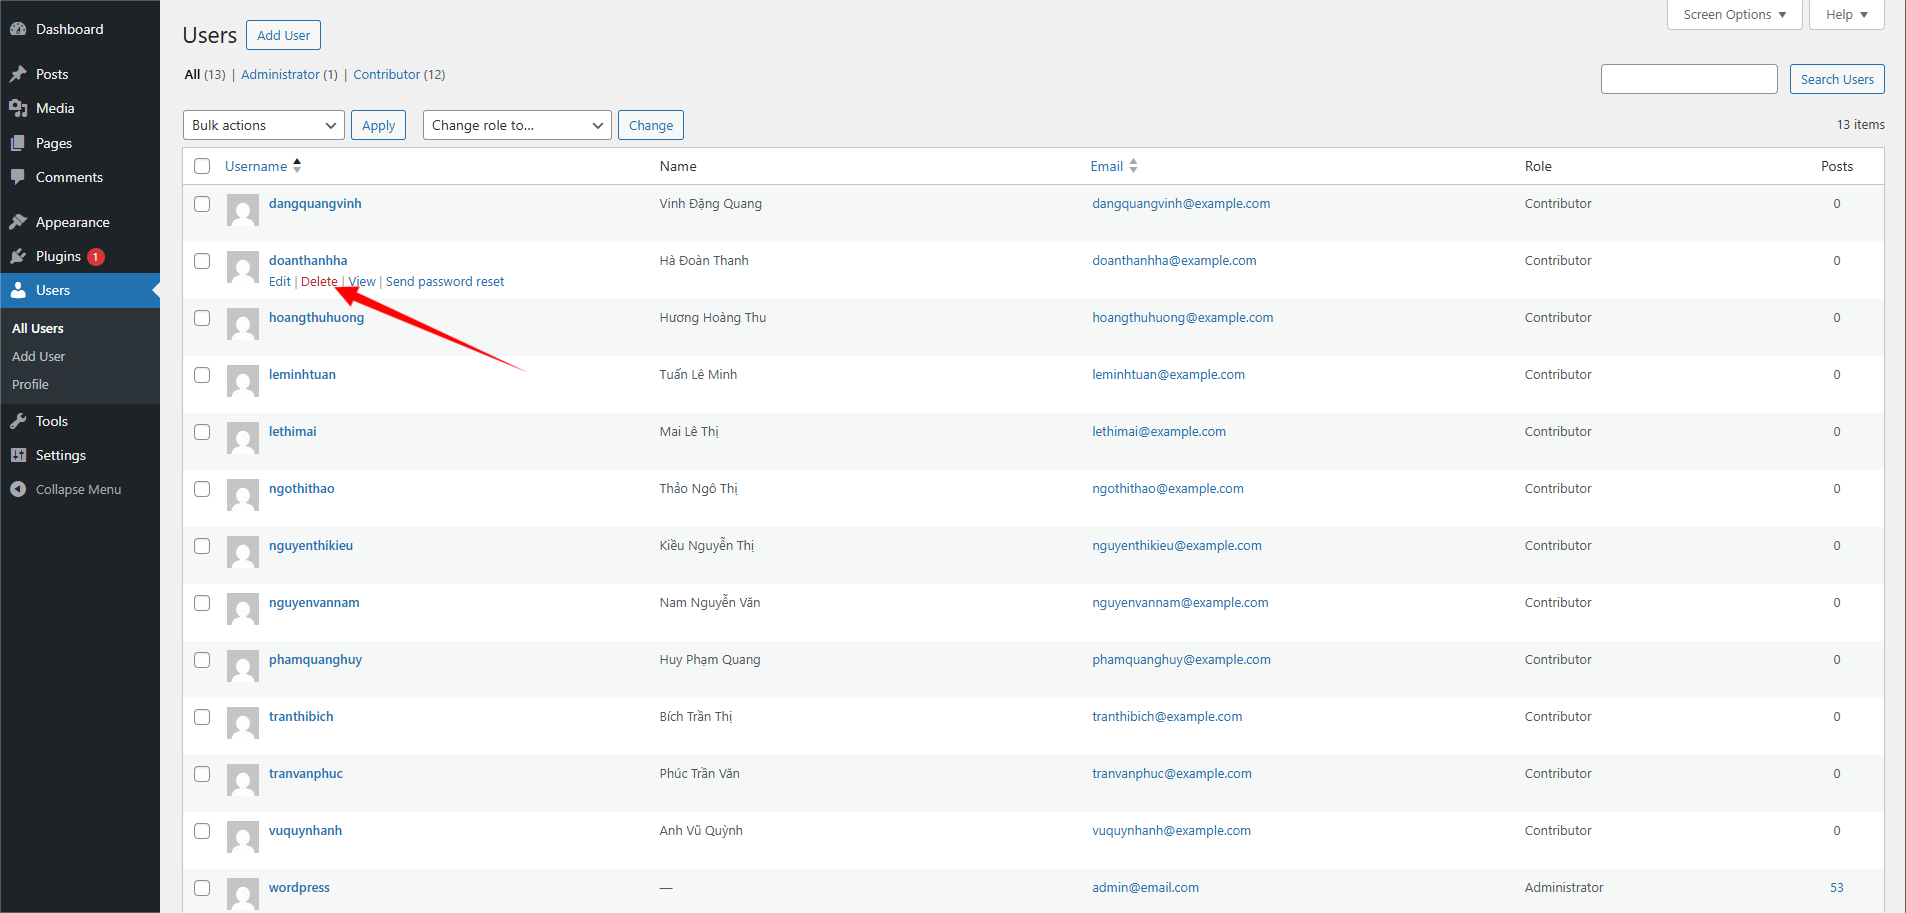 Dashboard
Posts
Media
Pages
Comments
Appearance
Plugins 1
Users
All Users
Add User
Profile
Tools
Settings
Collapse Menu
Screen Options
Help
Users Add User
All (13) | Administrator (1) | Contributor (12)
Search Users
Bulk actions Apply Change role to... Change 13 items
Username Name Email Role Posts
dangquangvinh Vinh Đặng Quang dangquangvinh@example.com Contributor 0
doanthanhha Hà Đoàn Thanh doanthanhha@example.com Contributor 0
Edit | Delete | View | Send password reset
hoangthuhuong Hương Hoàng Thu hoangthuhuong@example.com Contributor 0
leminhtuan Tuấn Lê Minh leminhtuan@example.com Contributor 0
lethimai Mai Lê Thị lethimai@example.com Contributor 0
ngothithao Thảo Ngô Thị ngothithao@example.com Contributor 0
nguyenthikieu Kiều Nguyễn Thị nguyenthikieu@example.com Contributor 0
nguyenvannam Nam Nguyễn Văn nguyenvannam@example.com Contributor 0
phamquanghuy Huy Phạm Quang phamquanghuy@example.com Contributor 0
tranthibich Bích Trần Thị tranthibich@example.com Contributor 0
tranvanphuc Phúc Trần Văn tranvanphuc@example.com Contributor 0
vuquynhanh Anh Vũ Quỳnh vuquynhanh@example.com Contributor 0
wordpress — admin@email.com Administrator 53